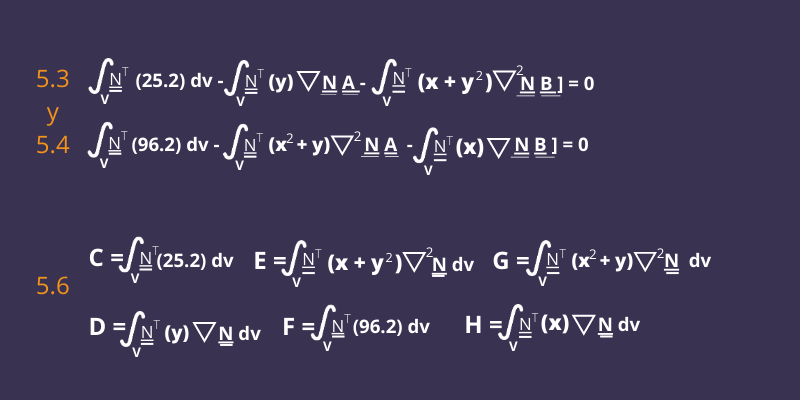 5.3 ∫ᵥ N̲̲ᵀ (25.2) dv - ∫ᵥ N̲̲ᵀ (y) ▽ N̲̲ A̲̲ - ∫ᵥ N̲̲ᵀ (x + y²) ▽² N̲̲ B̲̲ ] = 0
y
5.4 ∫ᵥ N̲̲ᵀ (96.2) dv - ∫ᵥ N̲̲ᵀ (x² + y) ▽² N̲̲ A̲̲ - ∫ᵥ N̲̲ᵀ (x) ▽ N̲̲ B̲̲ ] = 0
C = ∫ᵥ N̲̲ᵀ (25.2) dv E = ∫ᵥ N̲̲ᵀ (x + y²) ▽² N̲̲ dv G = ∫ᵥ N̲̲ᵀ (x² + y) ▽² N̲̲ dv
5.6
D = ∫ᵥ N̲̲ᵀ (y) ▽ N̲̲ dv F = ∫ᵥ N̲̲ᵀ (96.2) dv H = ∫ᵥ N̲̲ᵀ (x) ▽ N̲̲ dv